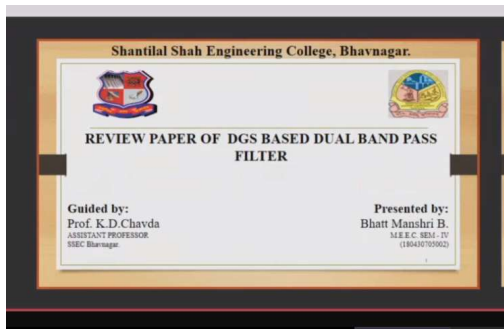 Shantilal Shah Engineering College, Bhavnagar.
REVIEW PAPER OF DGS BASED DUAL BAND PASS
FILTER
Guided by:
Prof. K.D.Chavda
ASSISTANT PROFESSOR
SSEC Bhavnagar.
Presented by:
Bhatt Manshri B.
M.E E.C. SEM - IV
(180430705002)
1